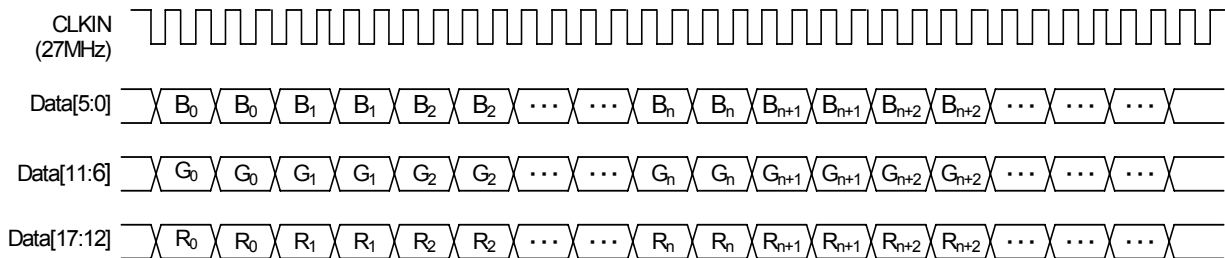 CLKIN
(27MHz)
Data[5:0] B0 B0 B1 B1 B2 B2 ··· ··· Bn Bn Bn+1 Bn+1 Bn+2 Bn+2 ··· ··· ···
Data[11:6] G0 G0 G1 G1 G2 G2 ··· ··· Gn Gn Gn+1 Gn+1 Gn+2 Gn+2 ··· ··· ···
Data[17:12] R0 R0 R1 R1 R2 R2 ··· ··· Rn Rn Rn+1 Rn+1 Rn+2 Rn+2 ··· ··· ···